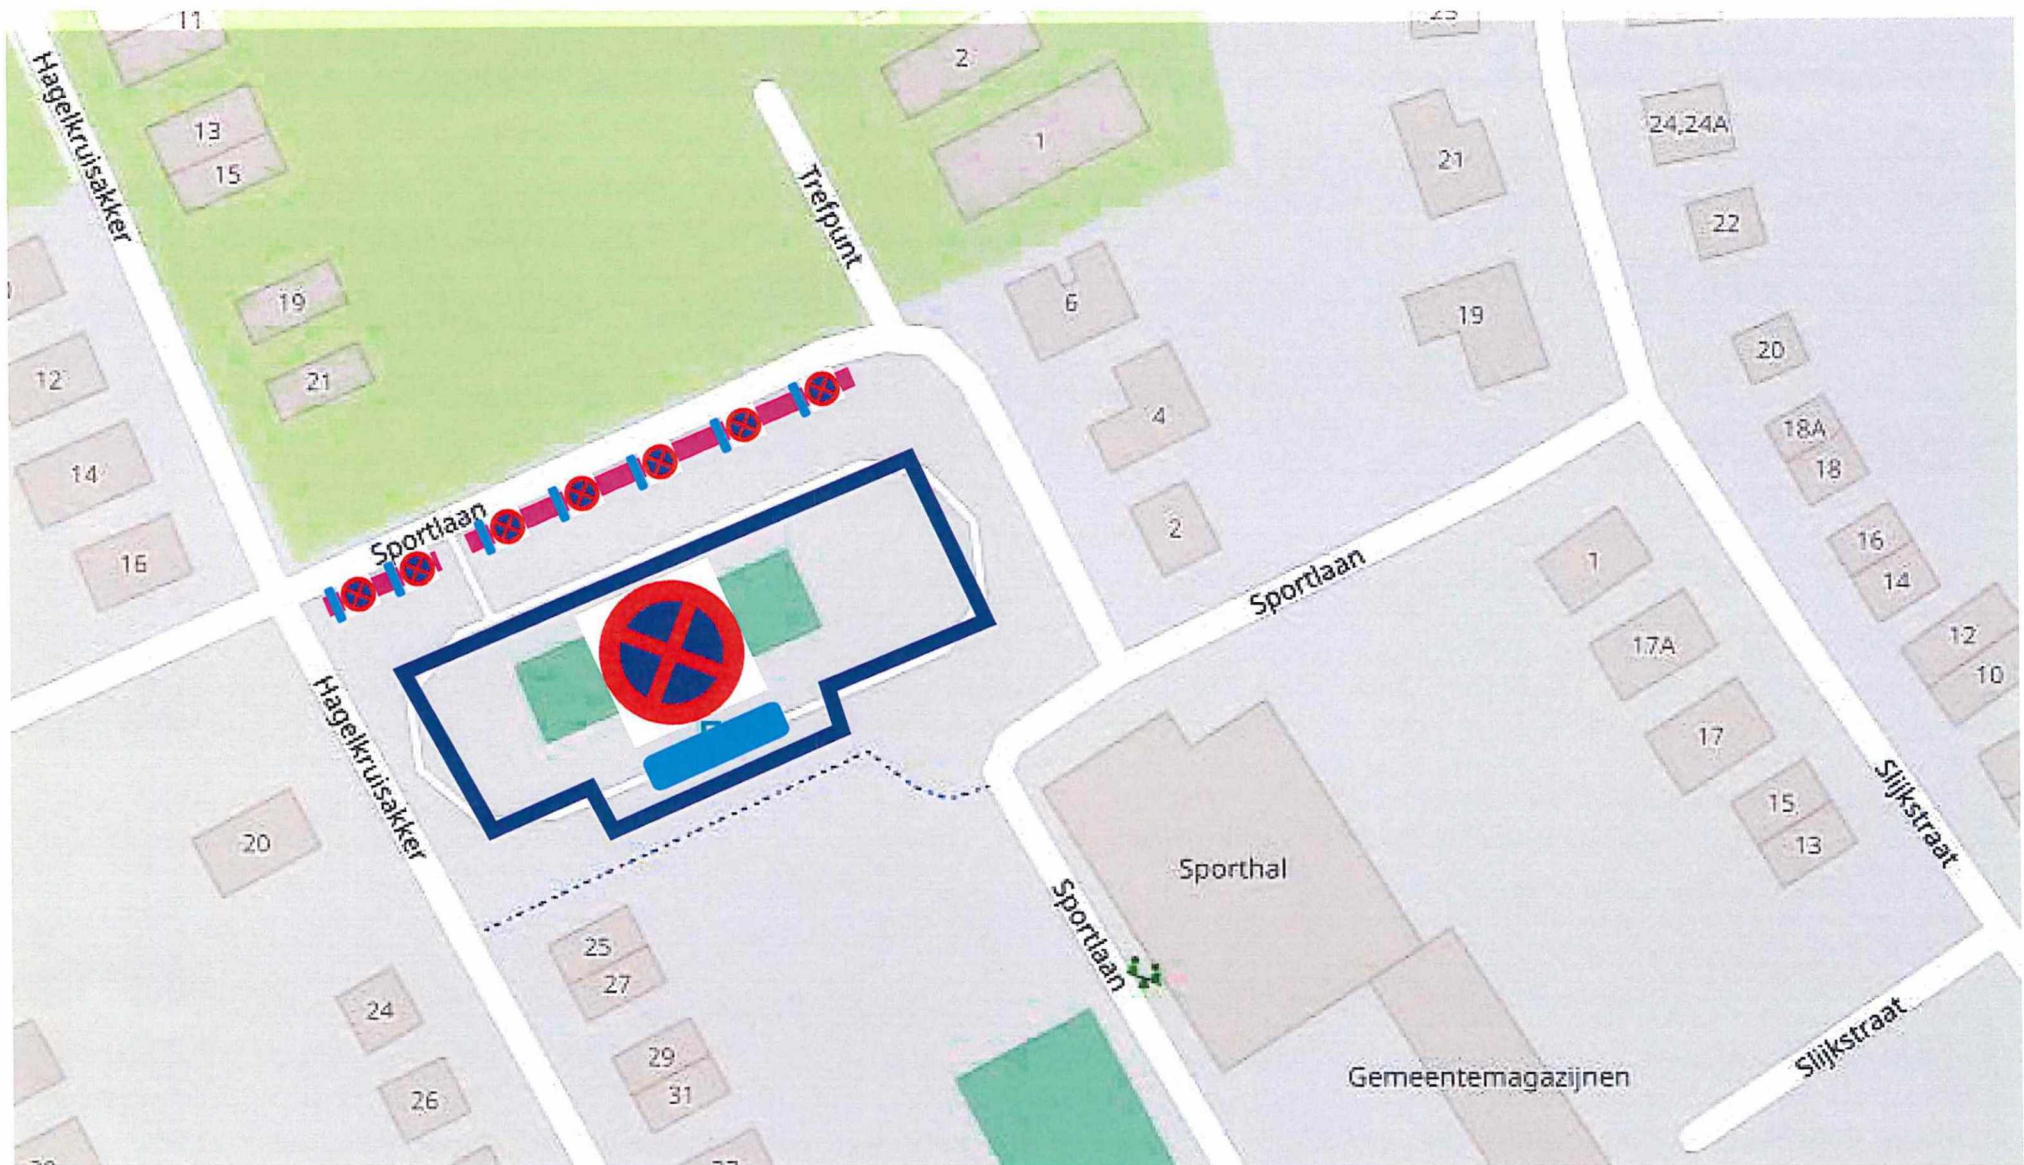 11
2
25
Hagelkruisakker
13
15
1
Trefpunt
21
24,24A
22
19
6
19
20
12
21
4
18A
18
14
Sportlaan
2
16
14
16
Sportlaan
1
12
10
17A
Hagelkruisakker
17
15
13
Slijkstraat
20
Sporthal
Sportlaan
25
27
24
29
31
26
Gemeentemagazijnen
Slijkstraat